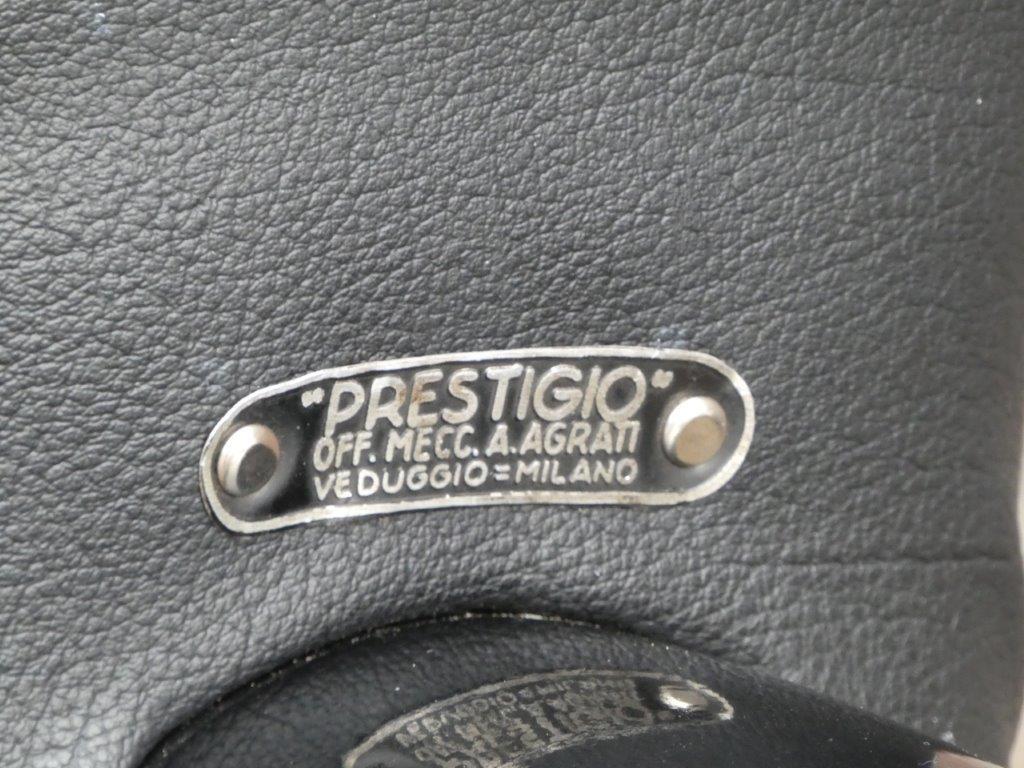 "PRESTIGIO"
OFF. MECC. A. AGRATI
VEDUGGIO=MILANO